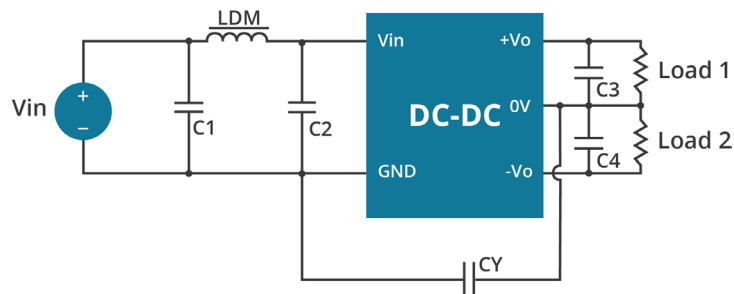 LDM
Vin
+
−
C1
C2
Vin
+Vo
DC-DC
0V
GND
-Vo
C3
C4
Load 1
Load 2
CY